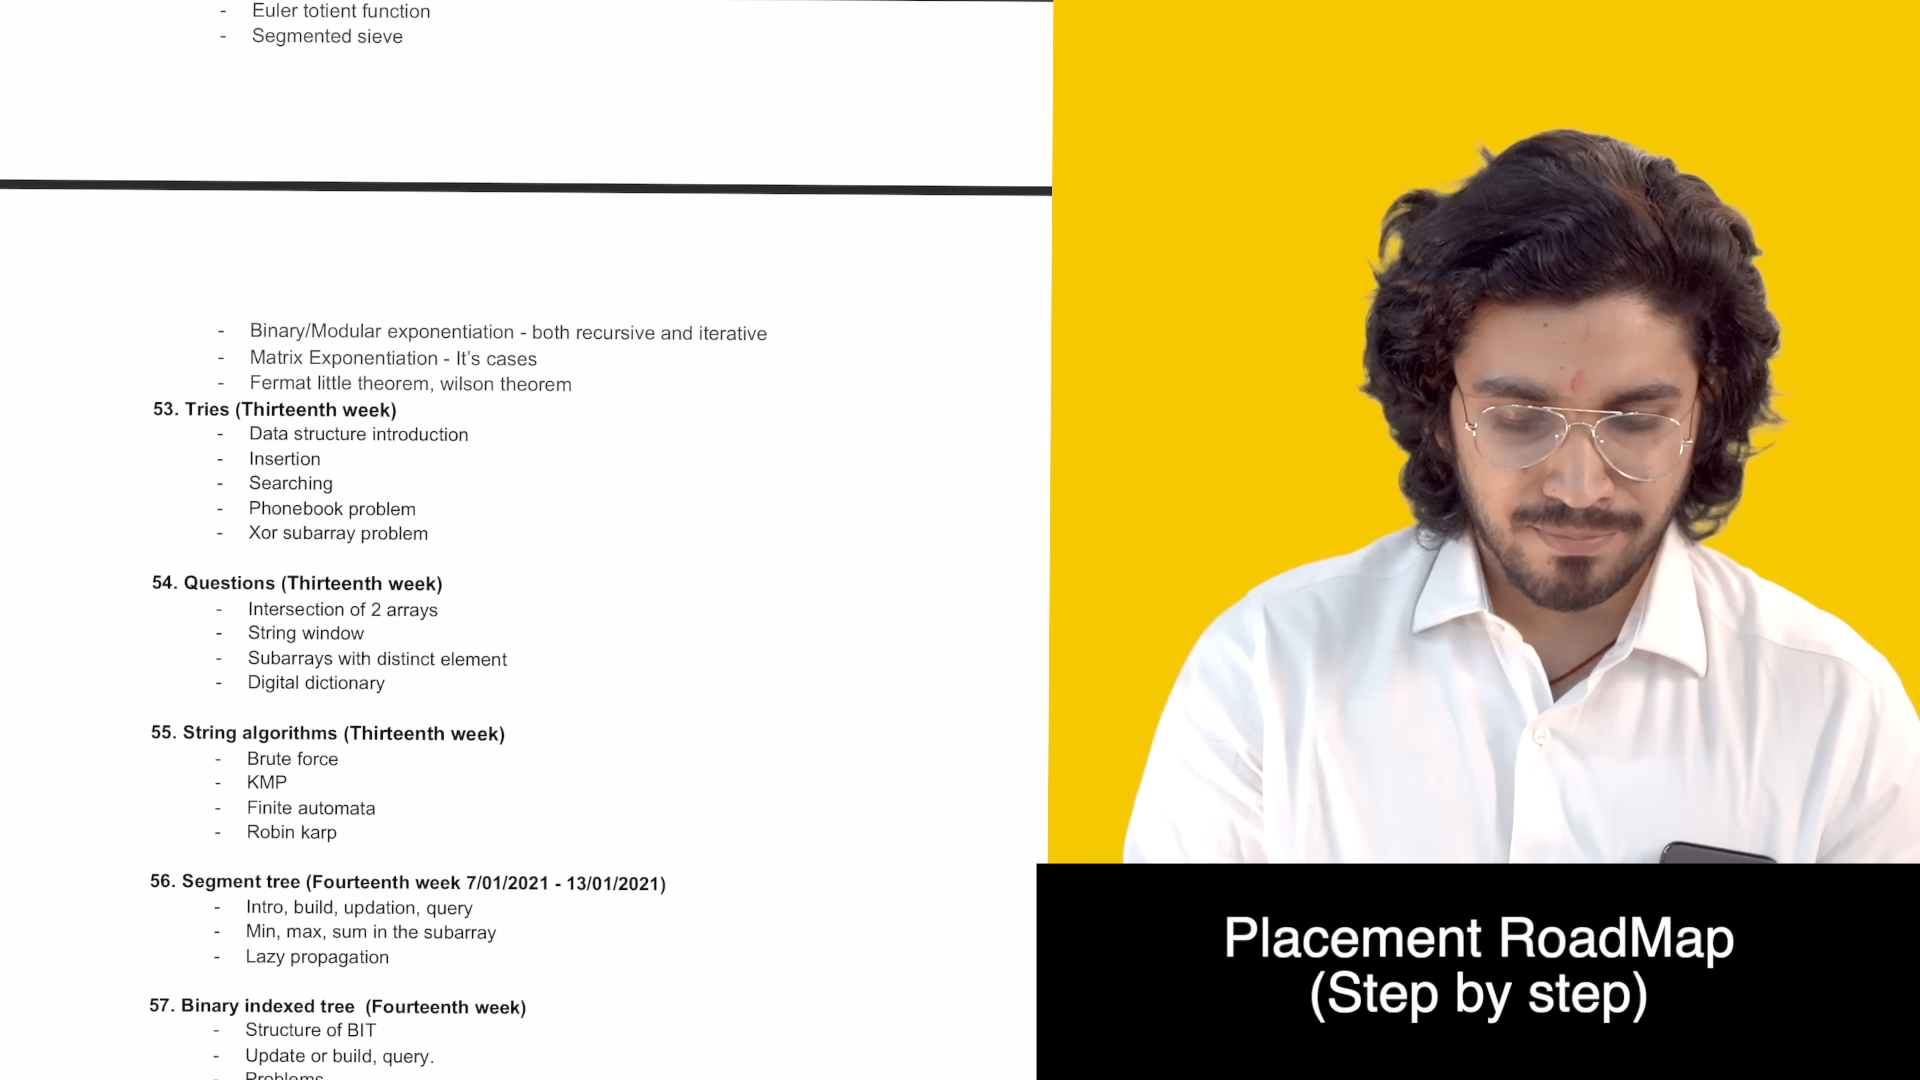 - Euler totient function
- Segmented sieve
- Binary/Modular exponentiation - both recursive and iterative
- Matrix Exponentiation - It's cases
- Fermat little theorem, wilson theorem
53. Tries (Thirteenth week)
- Data structure introduction
- Insertion
- Searching
- Phonebook problem
- Xor subarray problem
54. Questions (Thirteenth week)
- Intersection of 2 arrays
- String window
- Subarrays with distinct element
- Digital dictionary
55. String algorithms (Thirteenth week)
- Brute force
- KMP
- Finite automata
- Robin karp
56. Segment tree (Fourteenth week 7/01/2021 - 13/01/2021)
- Intro, build, updation, query
- Min, max, sum in the subarray
- Lazy propagation
57. Binary indexed tree (Fourteenth week)
- Structure of BIT
- Update or build, query.
- Problems
Placement RoadMap
(Step by step)